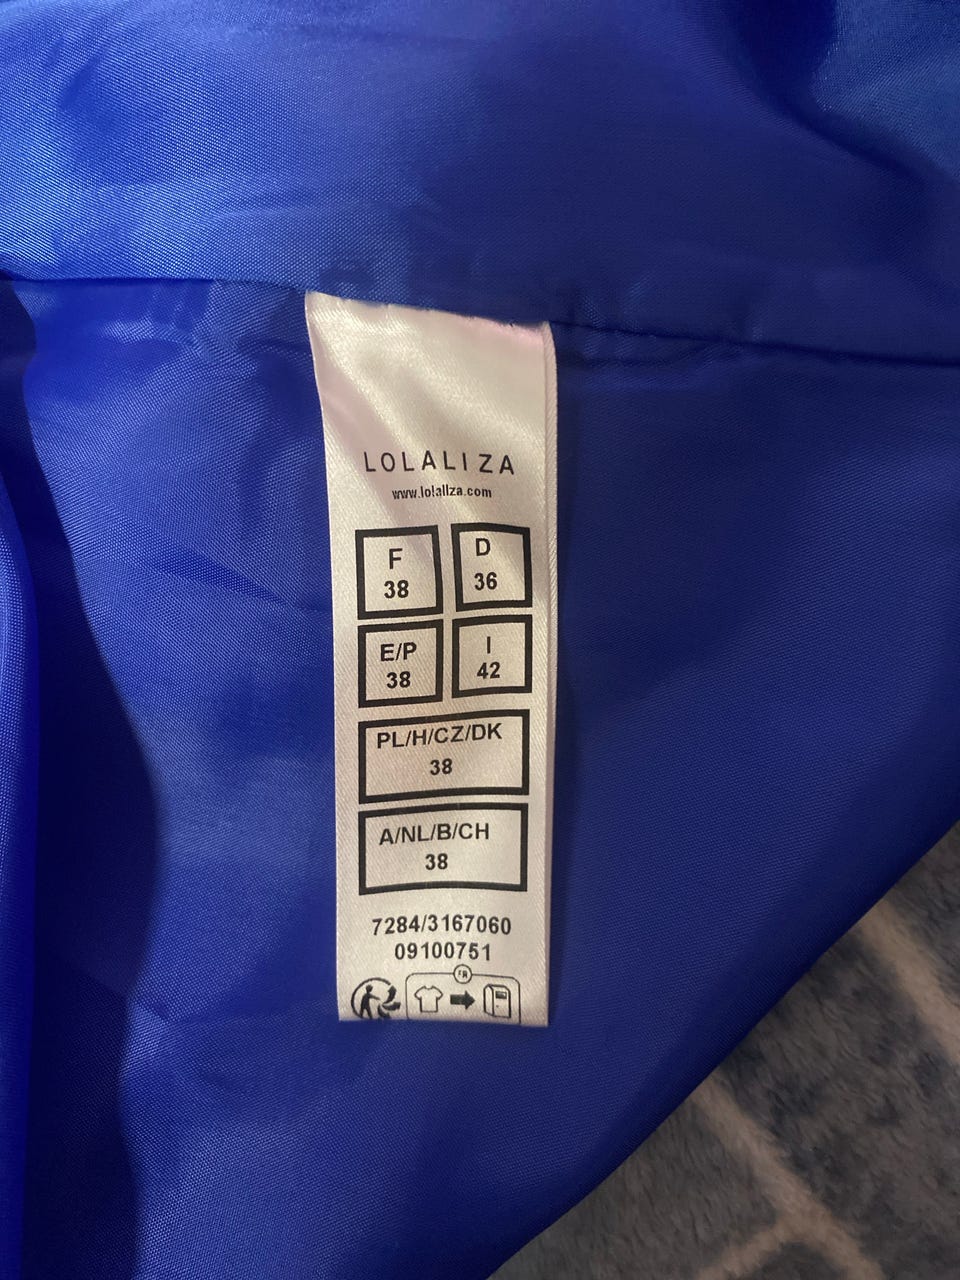 LOLALIZA
www.lolaliza.com
F
38
D
36
E/P
38
I
42
PL/H/CZ/DK
38
A/NL/B/CH
38
7284/3167060
09100751
FR